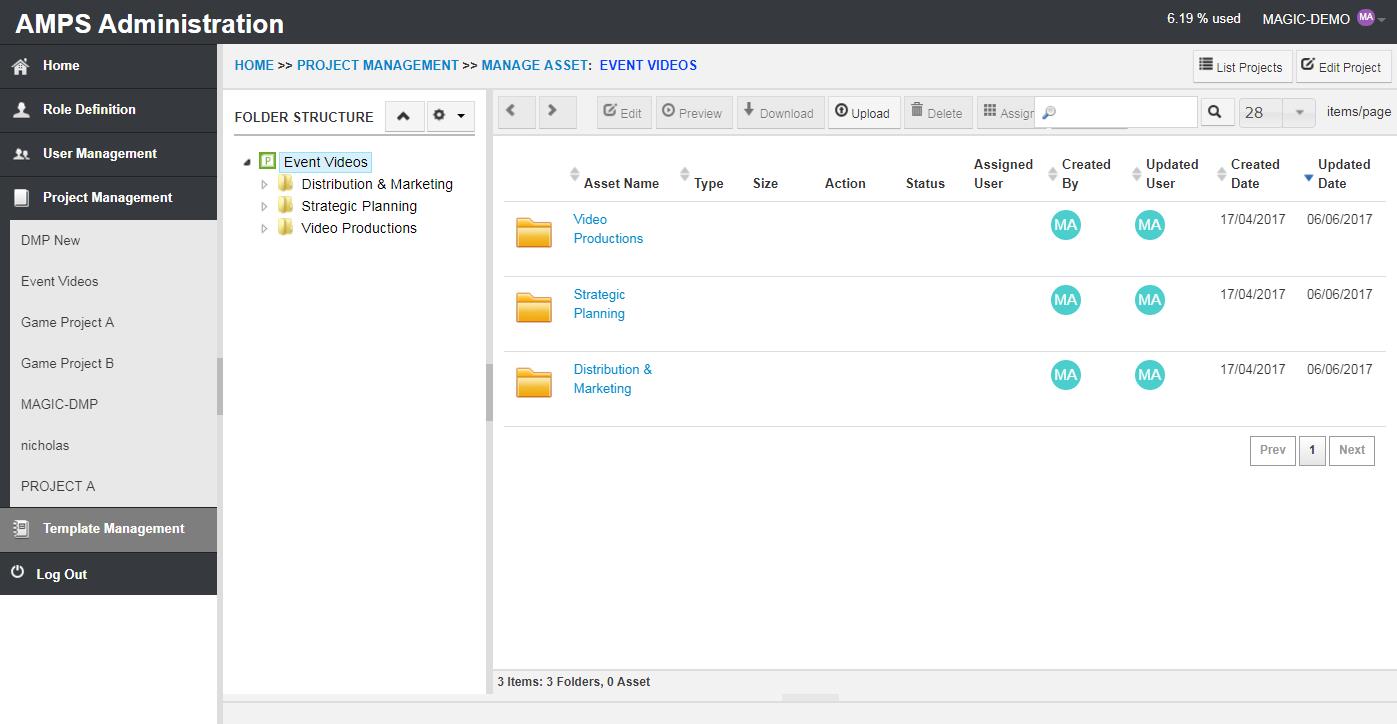 AMPS Administration
6.19 % used
MAGIC-DEMO MA
Home
Role Definition
User Management
Project Management
DMP New
Event Videos
Game Project A
Game Project B
MAGIC-DMP
nicholas
PROJECT A
Template Management
Log Out
HOME >> PROJECT MANAGEMENT >> MANAGE ASSET: EVENT VIDEOS
List Projects
Edit Project
FOLDER STRUCTURE
P Event Videos
Distribution & Marketing
Strategic Planning
Video Productions
Edit
Preview
Download
Upload
Delete
Assign
28
items/page
Asset Name
Type
Size
Action
Status
Assigned
User
Created
By
Updated
User
Created
Date
Updated
Date
Video
Productions
MA
MA
17/04/2017
06/06/2017
Strategic
Planning
MA
MA
17/04/2017
06/06/2017
Distribution &
Marketing
MA
MA
17/04/2017
06/06/2017
Prev
1
Next
3 Items: 3 Folders, 0 Asset